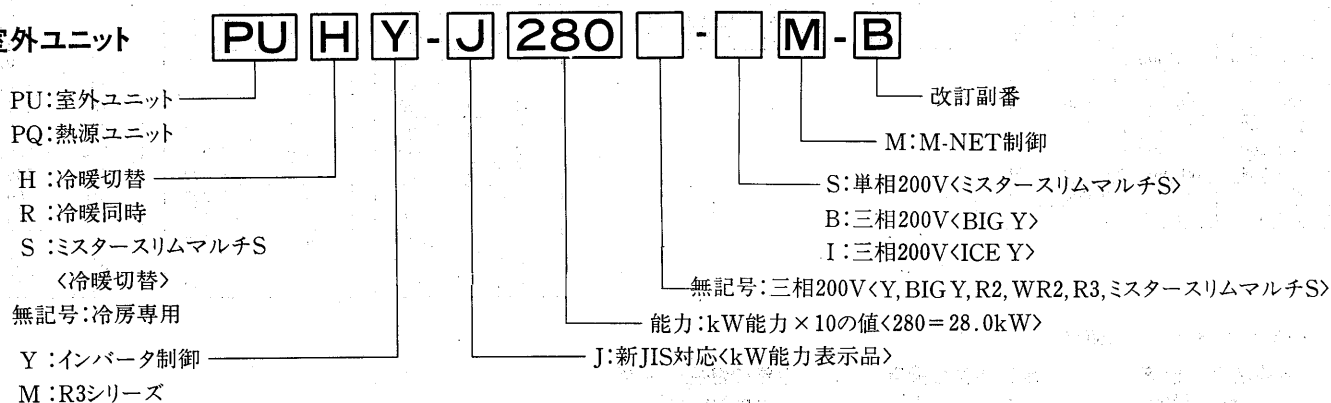 室外ユニット PU H Y - J 280 - M - B
PU:室外ユニット
PQ:熱源ユニット
H :冷暖切替
R :冷暖同時
S :ミスタースリムマルチS
〈冷暖切替〉
無記号:冷房専用
Y :インバータ制御
M :R3シリーズ
改訂副番
M:M-NET制御
S:単相200V〈ミスタースリムマルチS〉
B:三相200V〈BIG Y〉
I:三相200V〈ICE Y〉
無記号:三相200V〈Y, BIG Y, R2, WR2, R3, ミスタースリムマルチS〉
能力:kW能力×10の値〈280=28.0kW〉
J:新JIS対応〈kW能力表示品〉